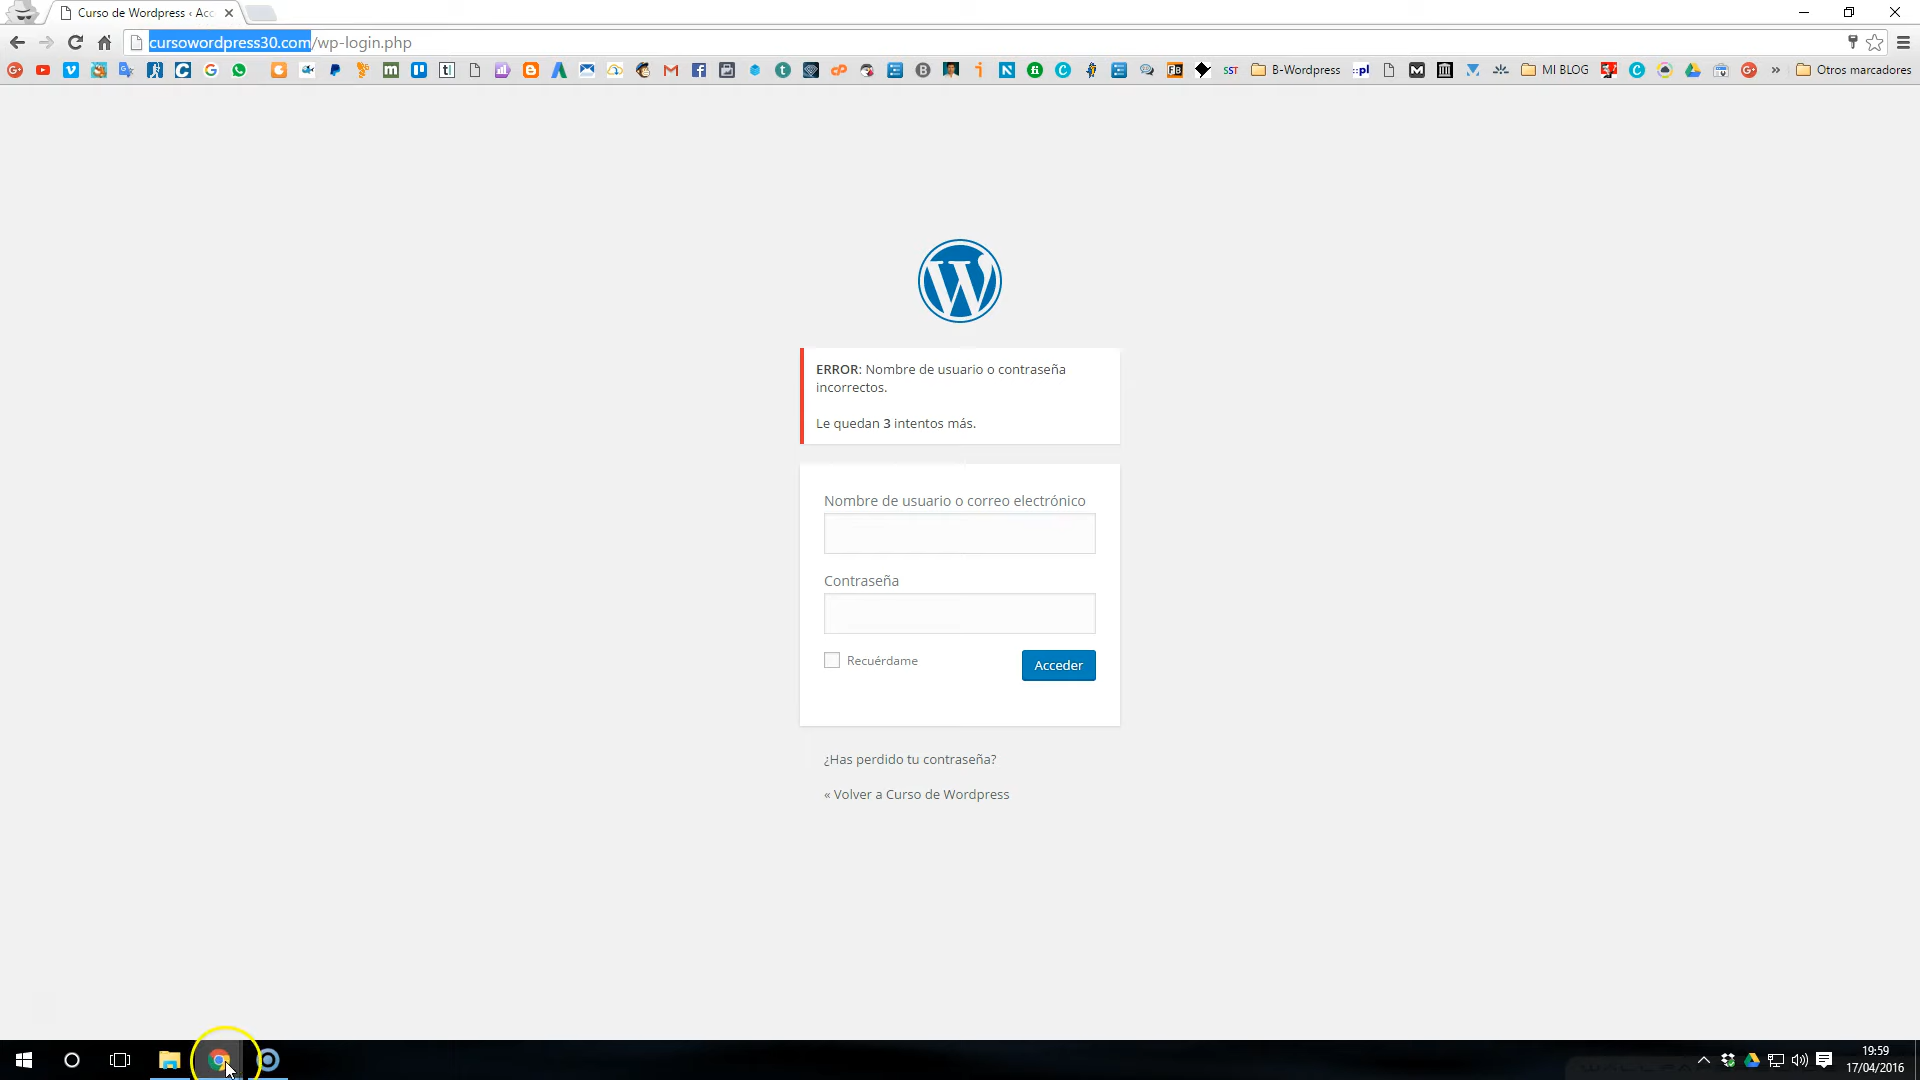 Curso de Wordpress ‹ Acc
cursowordpress30.com/wp-login.php
B-Wordpress
MI BLOG
Otros marcadores
ERROR: Nombre de usuario o contraseña
incorrectos.
Le quedan 3 intentos más.
Nombre de usuario o correo electrónico
Contraseña
Recuérdame
Acceder
¿Has perdido tu contraseña?
« Volver a Curso de Wordpress
19:59
17/04/2016